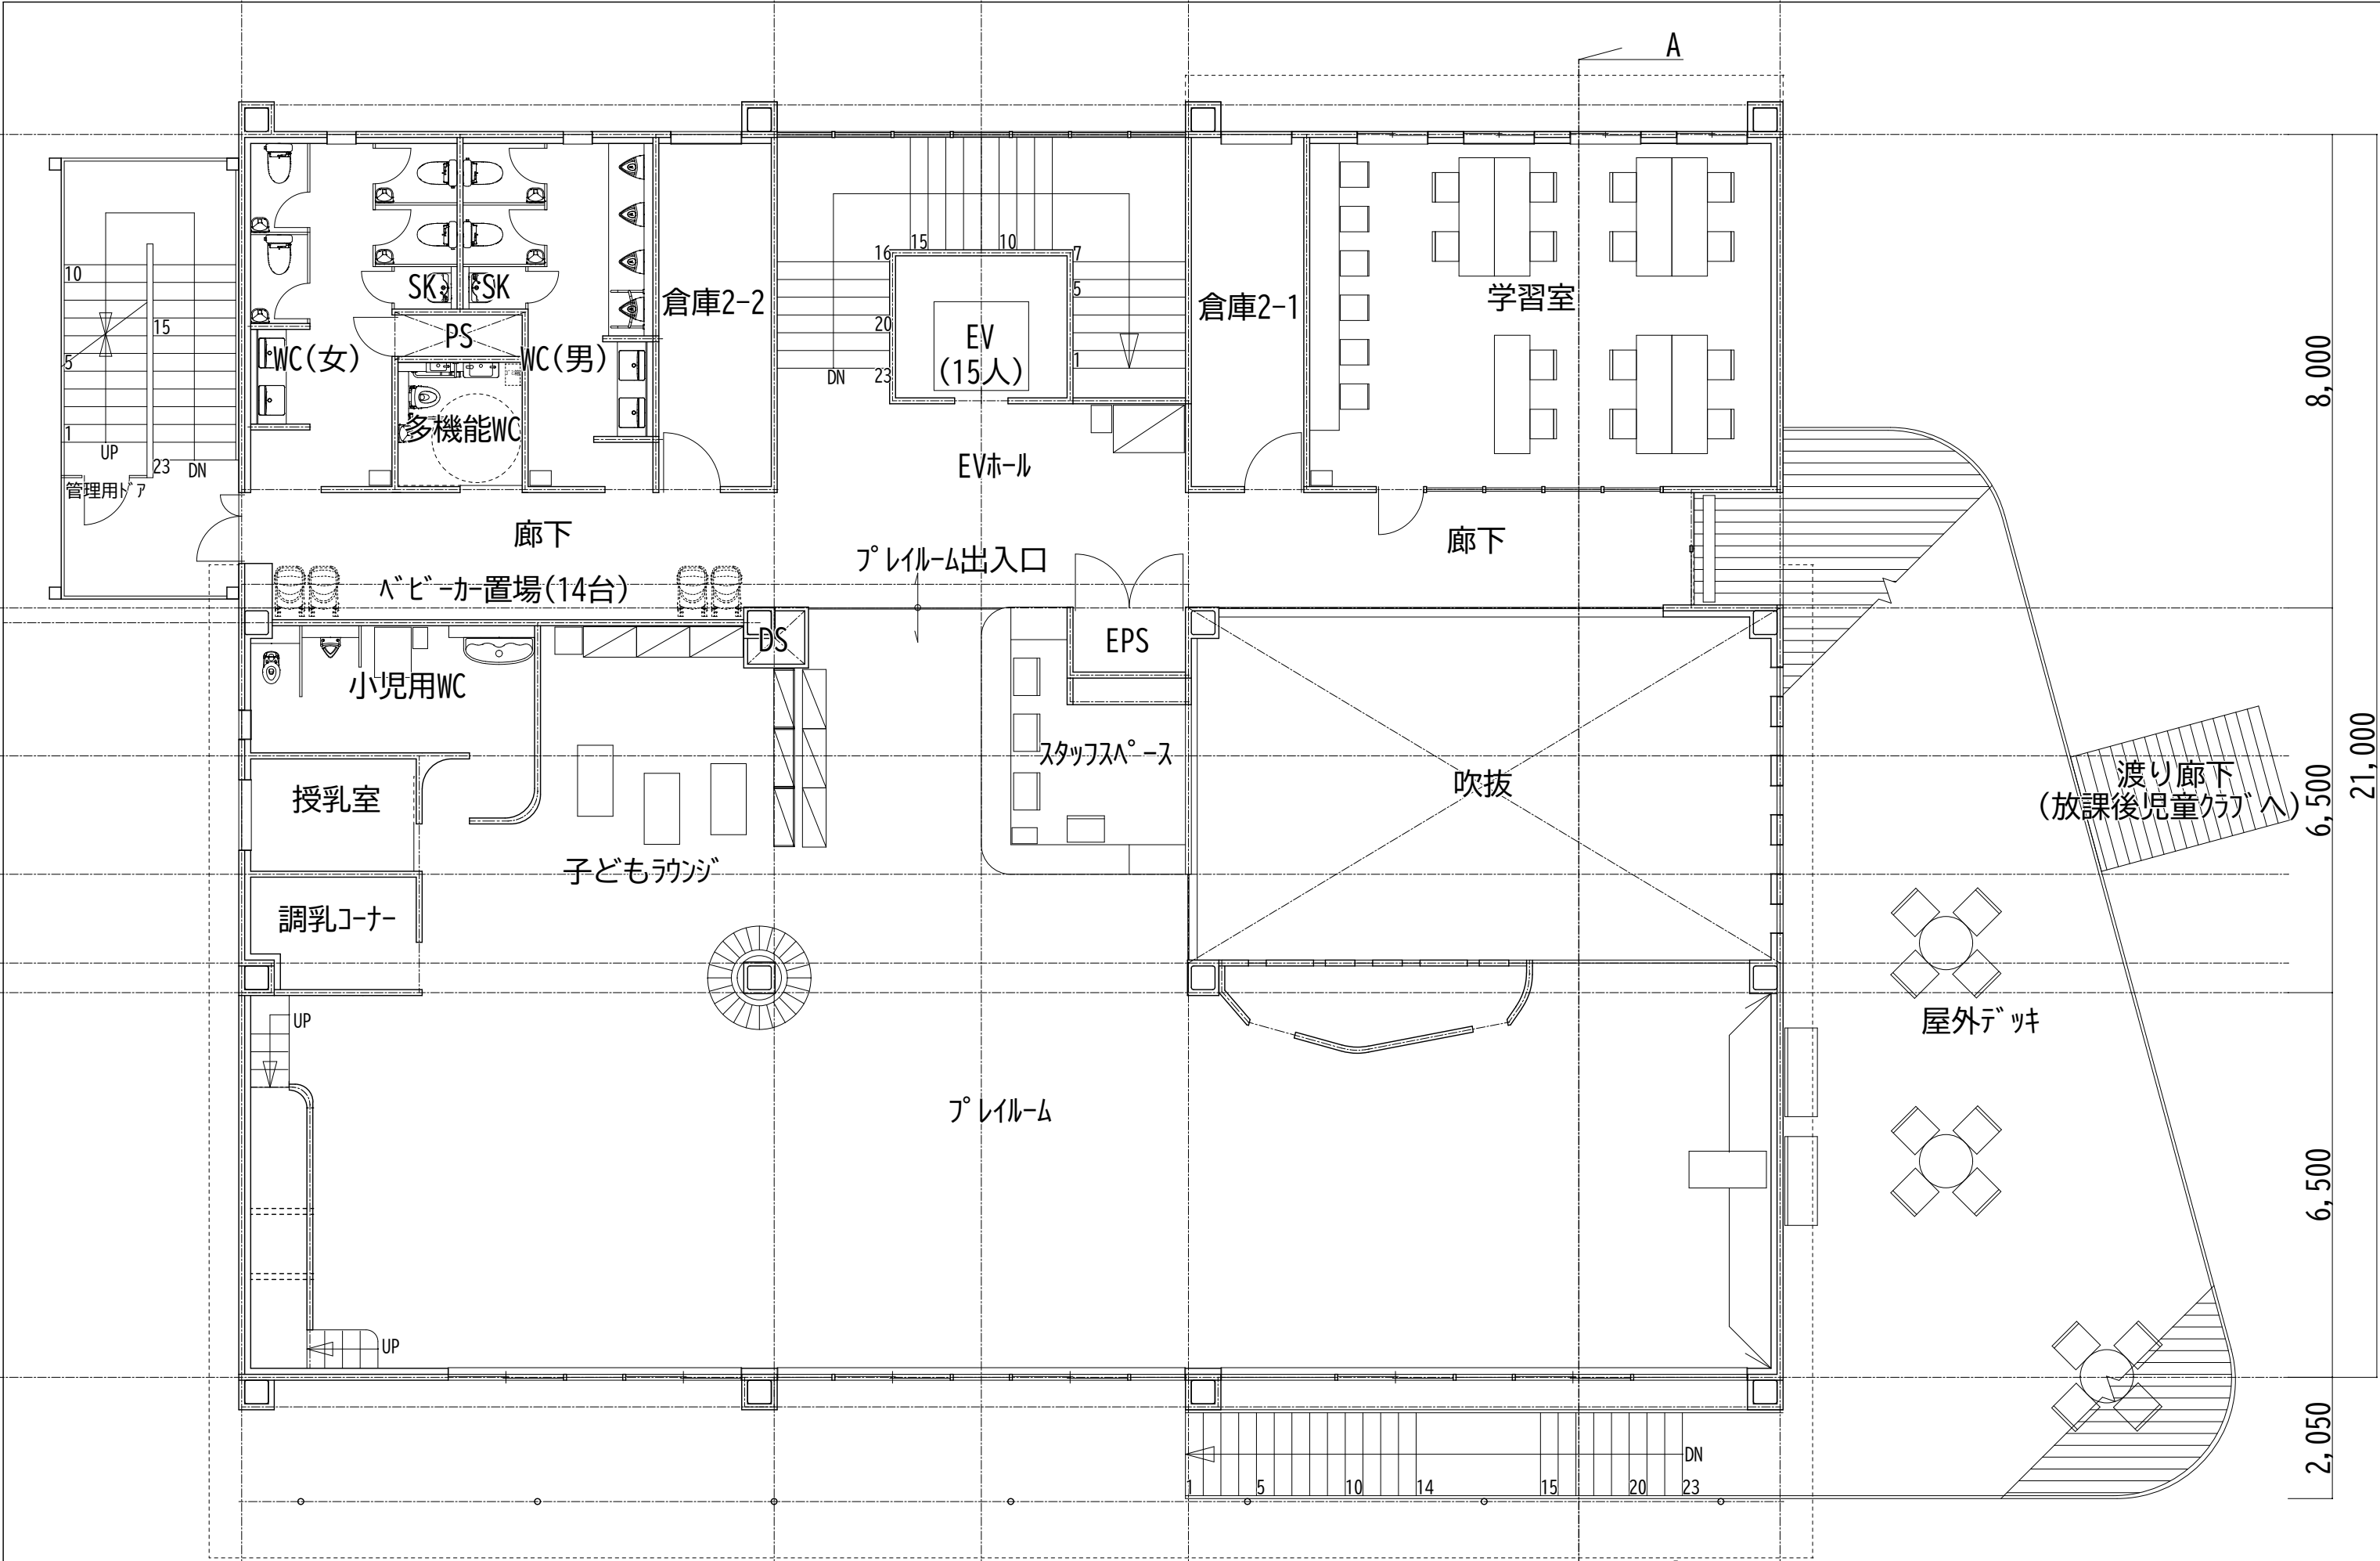 A
10
15
5
1
UP
23
DN
管理用ﾄﾞｱ
SK
SK
PS
WC(女)
WC(男)
多機能WC
倉庫2-2
16
15
10
7
5
20
1
DN
23
EV
(15人)
倉庫2-1
学習室
EVホール
廊下
廊下
ﾌﾟﾚｲﾙｰﾑ出入口
ﾍﾞﾋﾞｰｶｰ置場(14台)
DS
EPS
小児用WC
ｽﾀｯﾌｽﾍﾟｰｽ
授乳室
吹抜
渡り廊下
(放課後児童ｸﾗﾌﾞへ)
子どもﾗｳﾝｼﾞ
調乳ｺｰﾅｰ
屋外ﾃﾞｯｷ
UP
ﾌﾟﾚｲﾙｰﾑ
UP
DN
1
5
10
14
15
20
23
8,000
6,500
6,500
2,050
21,000